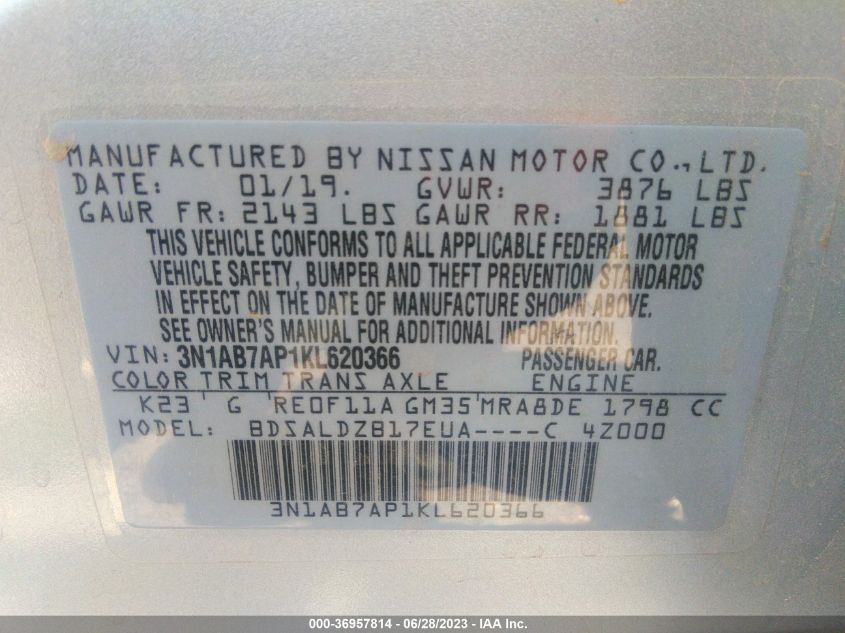 MANUFACTURED BY NISSAN MOTOR CO., LTD.
DATE: 01/19. GVWR: 3876 LBS
GAWR FR: 2143 LBS GAWR RR: 1881 LBS
THIS VEHICLE CONFORMS TO ALL APPLICABLE FEDERAL MOTOR
VEHICLE SAFETY, BUMPER AND THEFT PREVENTION STANDARDS
IN EFFECT ON THE DATE OF MANUFACTURE SHOWN ABOVE.
SEE OWNER'S MANUAL FOR ADDITIONAL INFORMATION.
VIN: 3N1AB7AP1KL620366 PASSENGER CAR.
COLOR TRIM TRANS AXLE ENGINE
K23 ' G 'RE0F11A GM35'MRA8DE 1798 CC
MODEL: BDSALDZB17EUA----C 4Z000
3N1AB7AP1KL620366
000-36957814 / 06/28/2023 - IAA Inc.